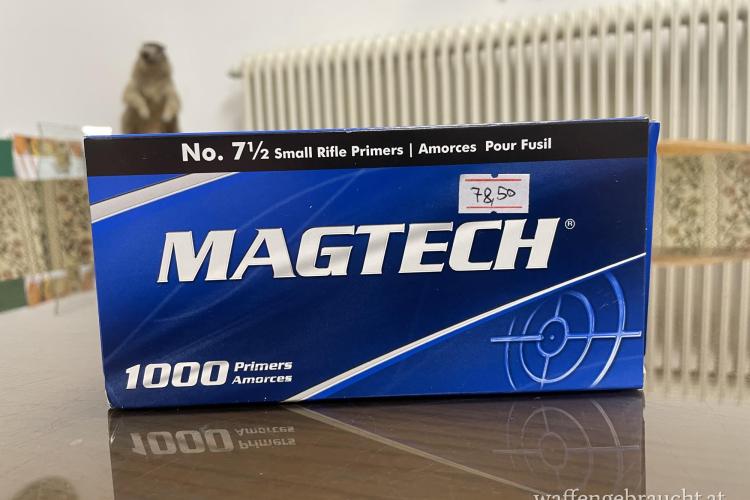 No. 7½ Small Rifle Primers | Amorces Pour Fusil
78,50
MAGTECH®
1000 Primers
Amorces
waffengebraucht.at